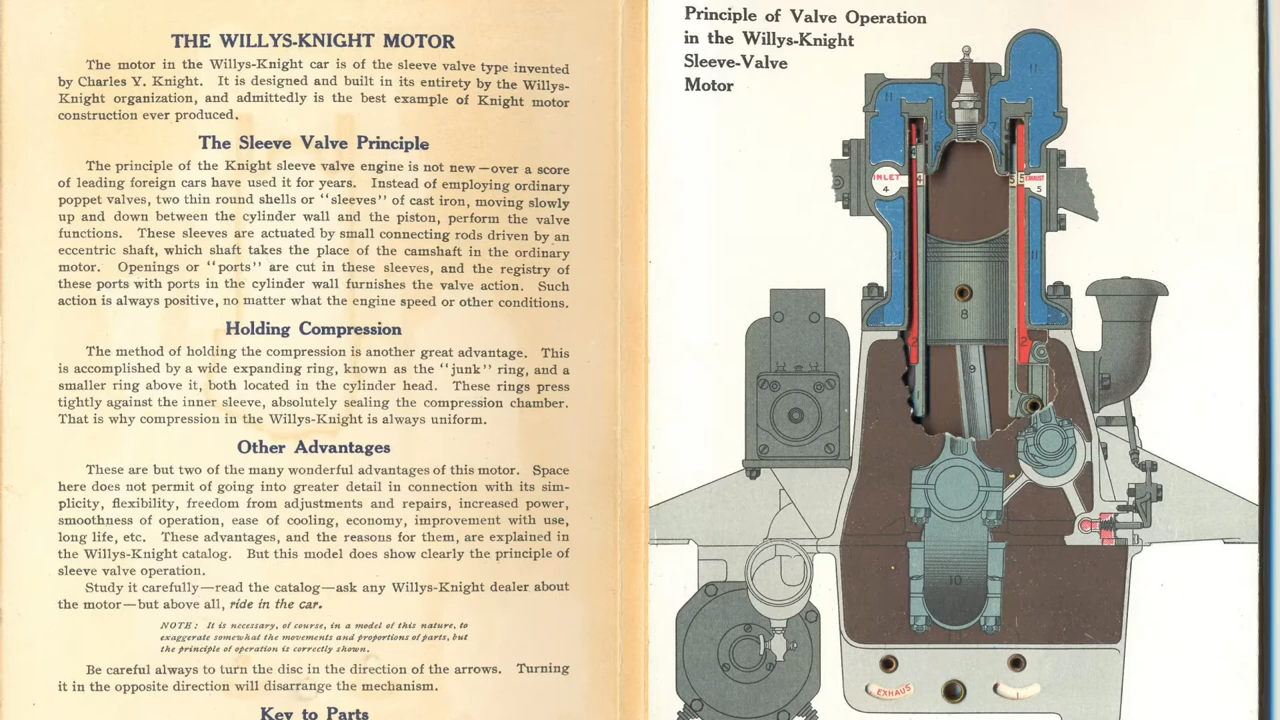 THE WILLYS-KNIGHT MOTOR
The motor in the Willys-Knight car is of the sleeve valve type invented
by Charles Y. Knight. It is designed and built in its entirety by the Willys-
Knight organization, and admittedly is the best example of Knight motor
construction ever produced.
The Sleeve Valve Principle
The principle of the Knight sleeve valve engine is not new—over a score
of leading foreign cars have used it for years. Instead of employing ordinary
poppet valves, two thin round shells or "sleeves" of cast iron, moving slowly
up and down between the cylinder wall and the piston, perform the valve
functions. These sleeves are actuated by small connecting rods driven by an
eccentric shaft, which shaft takes the place of the camshaft in the ordinary
motor. Openings or "ports" are cut in these sleeves, and the registry of
these ports with ports in the cylinder wall furnishes the valve action. Such
action is always positive, no matter what the engine speed or other conditions.
Holding Compression
The method of holding the compression is another great advantage. This
is accomplished by a wide expanding ring, known as the "junk" ring, and a
smaller ring above it, both located in the cylinder head. These rings press
tightly against the inner sleeve, absolutely sealing the compression chamber.
That is why compression in the Willys-Knight is always uniform.
Other Advantages
These are but two of the many wonderful advantages of this motor. Space
here does not permit of going into greater detail in connection with its sim-
plicity, flexibility, freedom from adjustments and repairs, increased power,
smoothness of operation, ease of cooling, economy, improvement with use,
long life, etc. These advantages, and the reasons for them, are explained in
the Willys-Knight catalog. But this model does show clearly the principle of
sleeve valve operation.
Study it carefully—read the catalog—ask any Willys-Knight dealer about
the motor—but above all, ride in the car.
NOTE: It is necessary, of course, in a model of this nature, to
exaggerate somewhat the movements and proportions of parts, but
the principle of operation is correctly shown.
Be careful always to turn the disc in the direction of the arrows. Turning
it in the opposite direction will disarrange the mechanism.
Key to Parts
Principle of Valve Operation
in the Willys-Knight
Sleeve-Valve
Motor
11
11
INLET
4
4
5
5
EXHAUST
5
11
11
8
2
2
9
1
10
EXHAUS
1